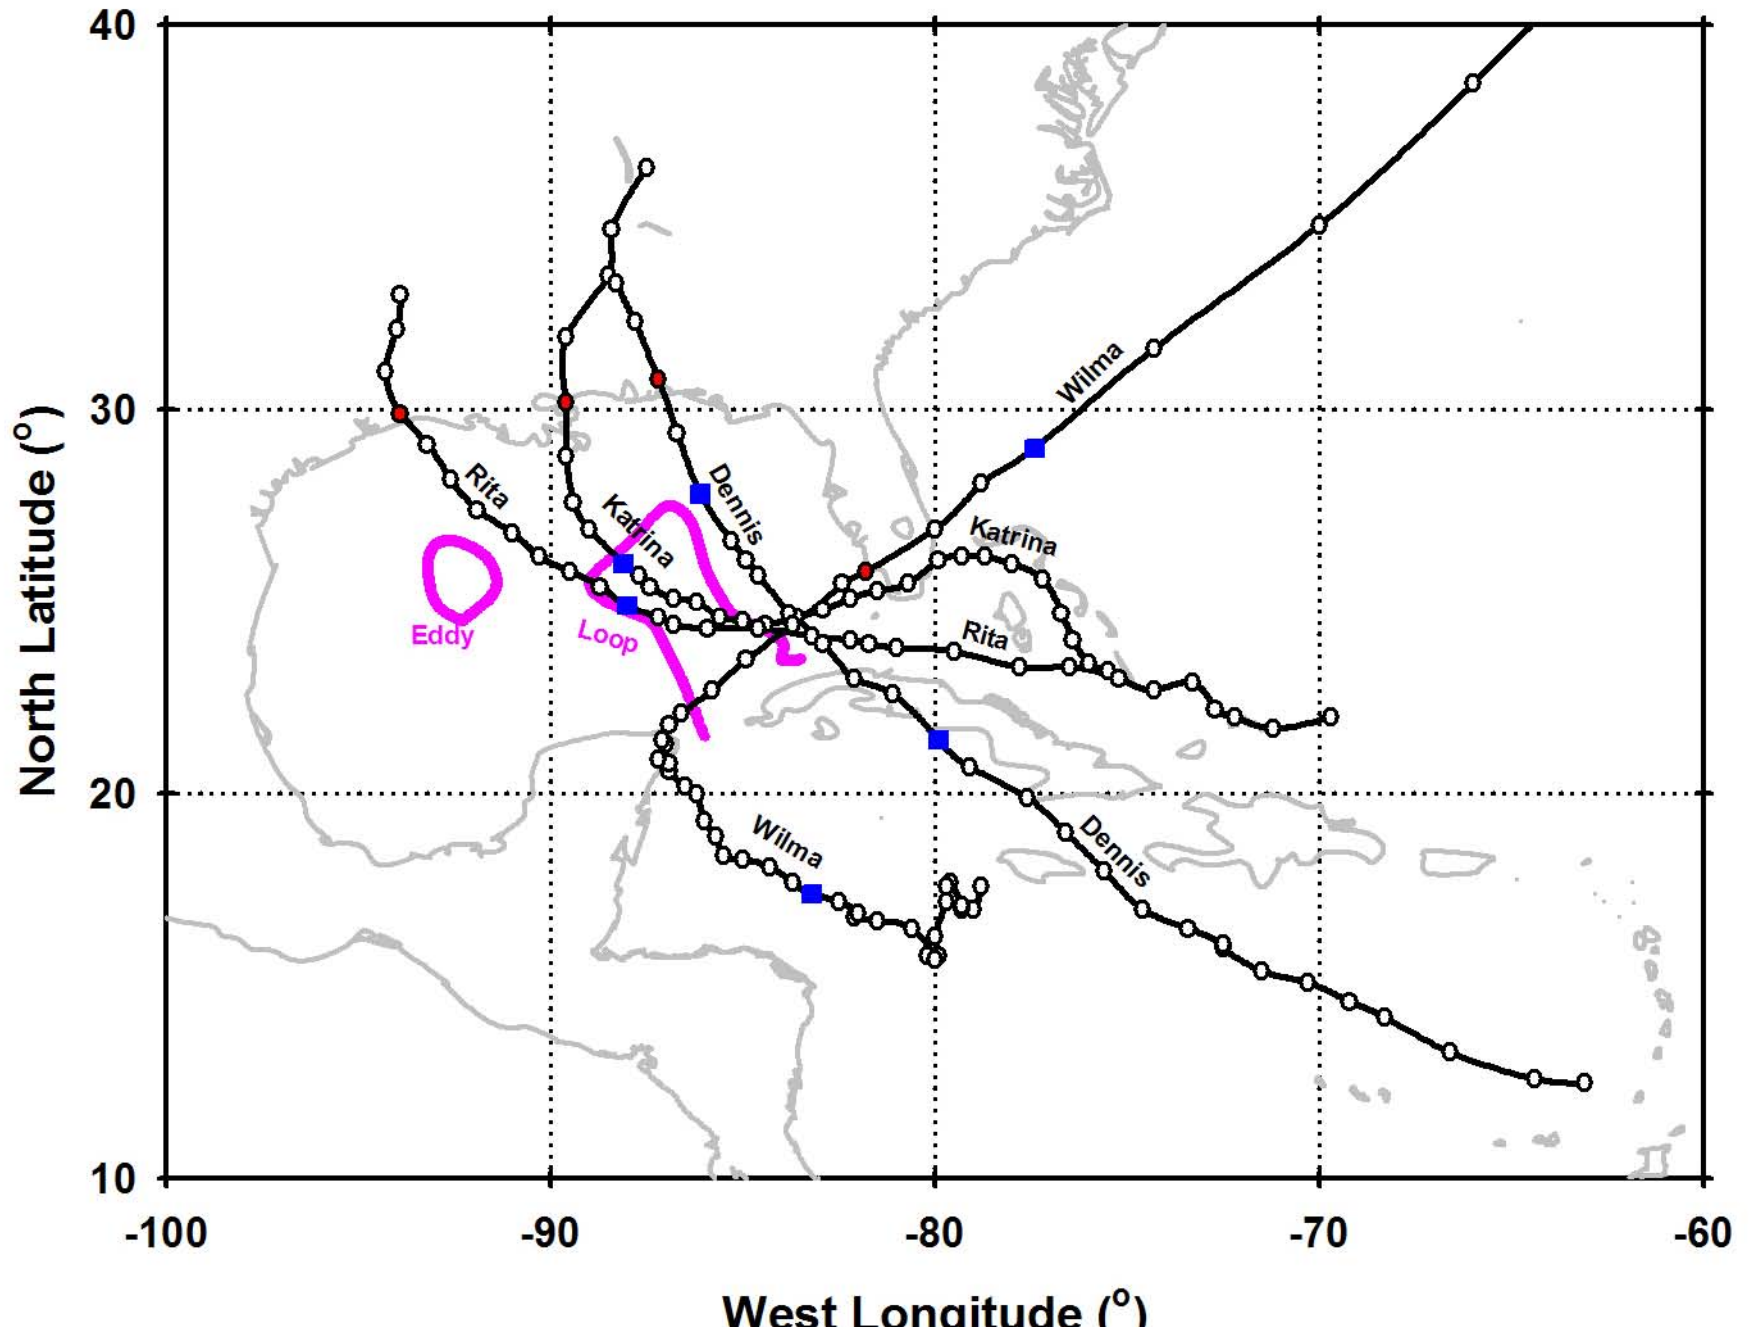 40
Wilma
30
North Latitude (°)
Rita
Dennis
Katrina
Katrina
Eddy
Loop
Rita
20
Wilma
Dennis
10
-100
-90
-80
-70
-60
West Longitude (°)